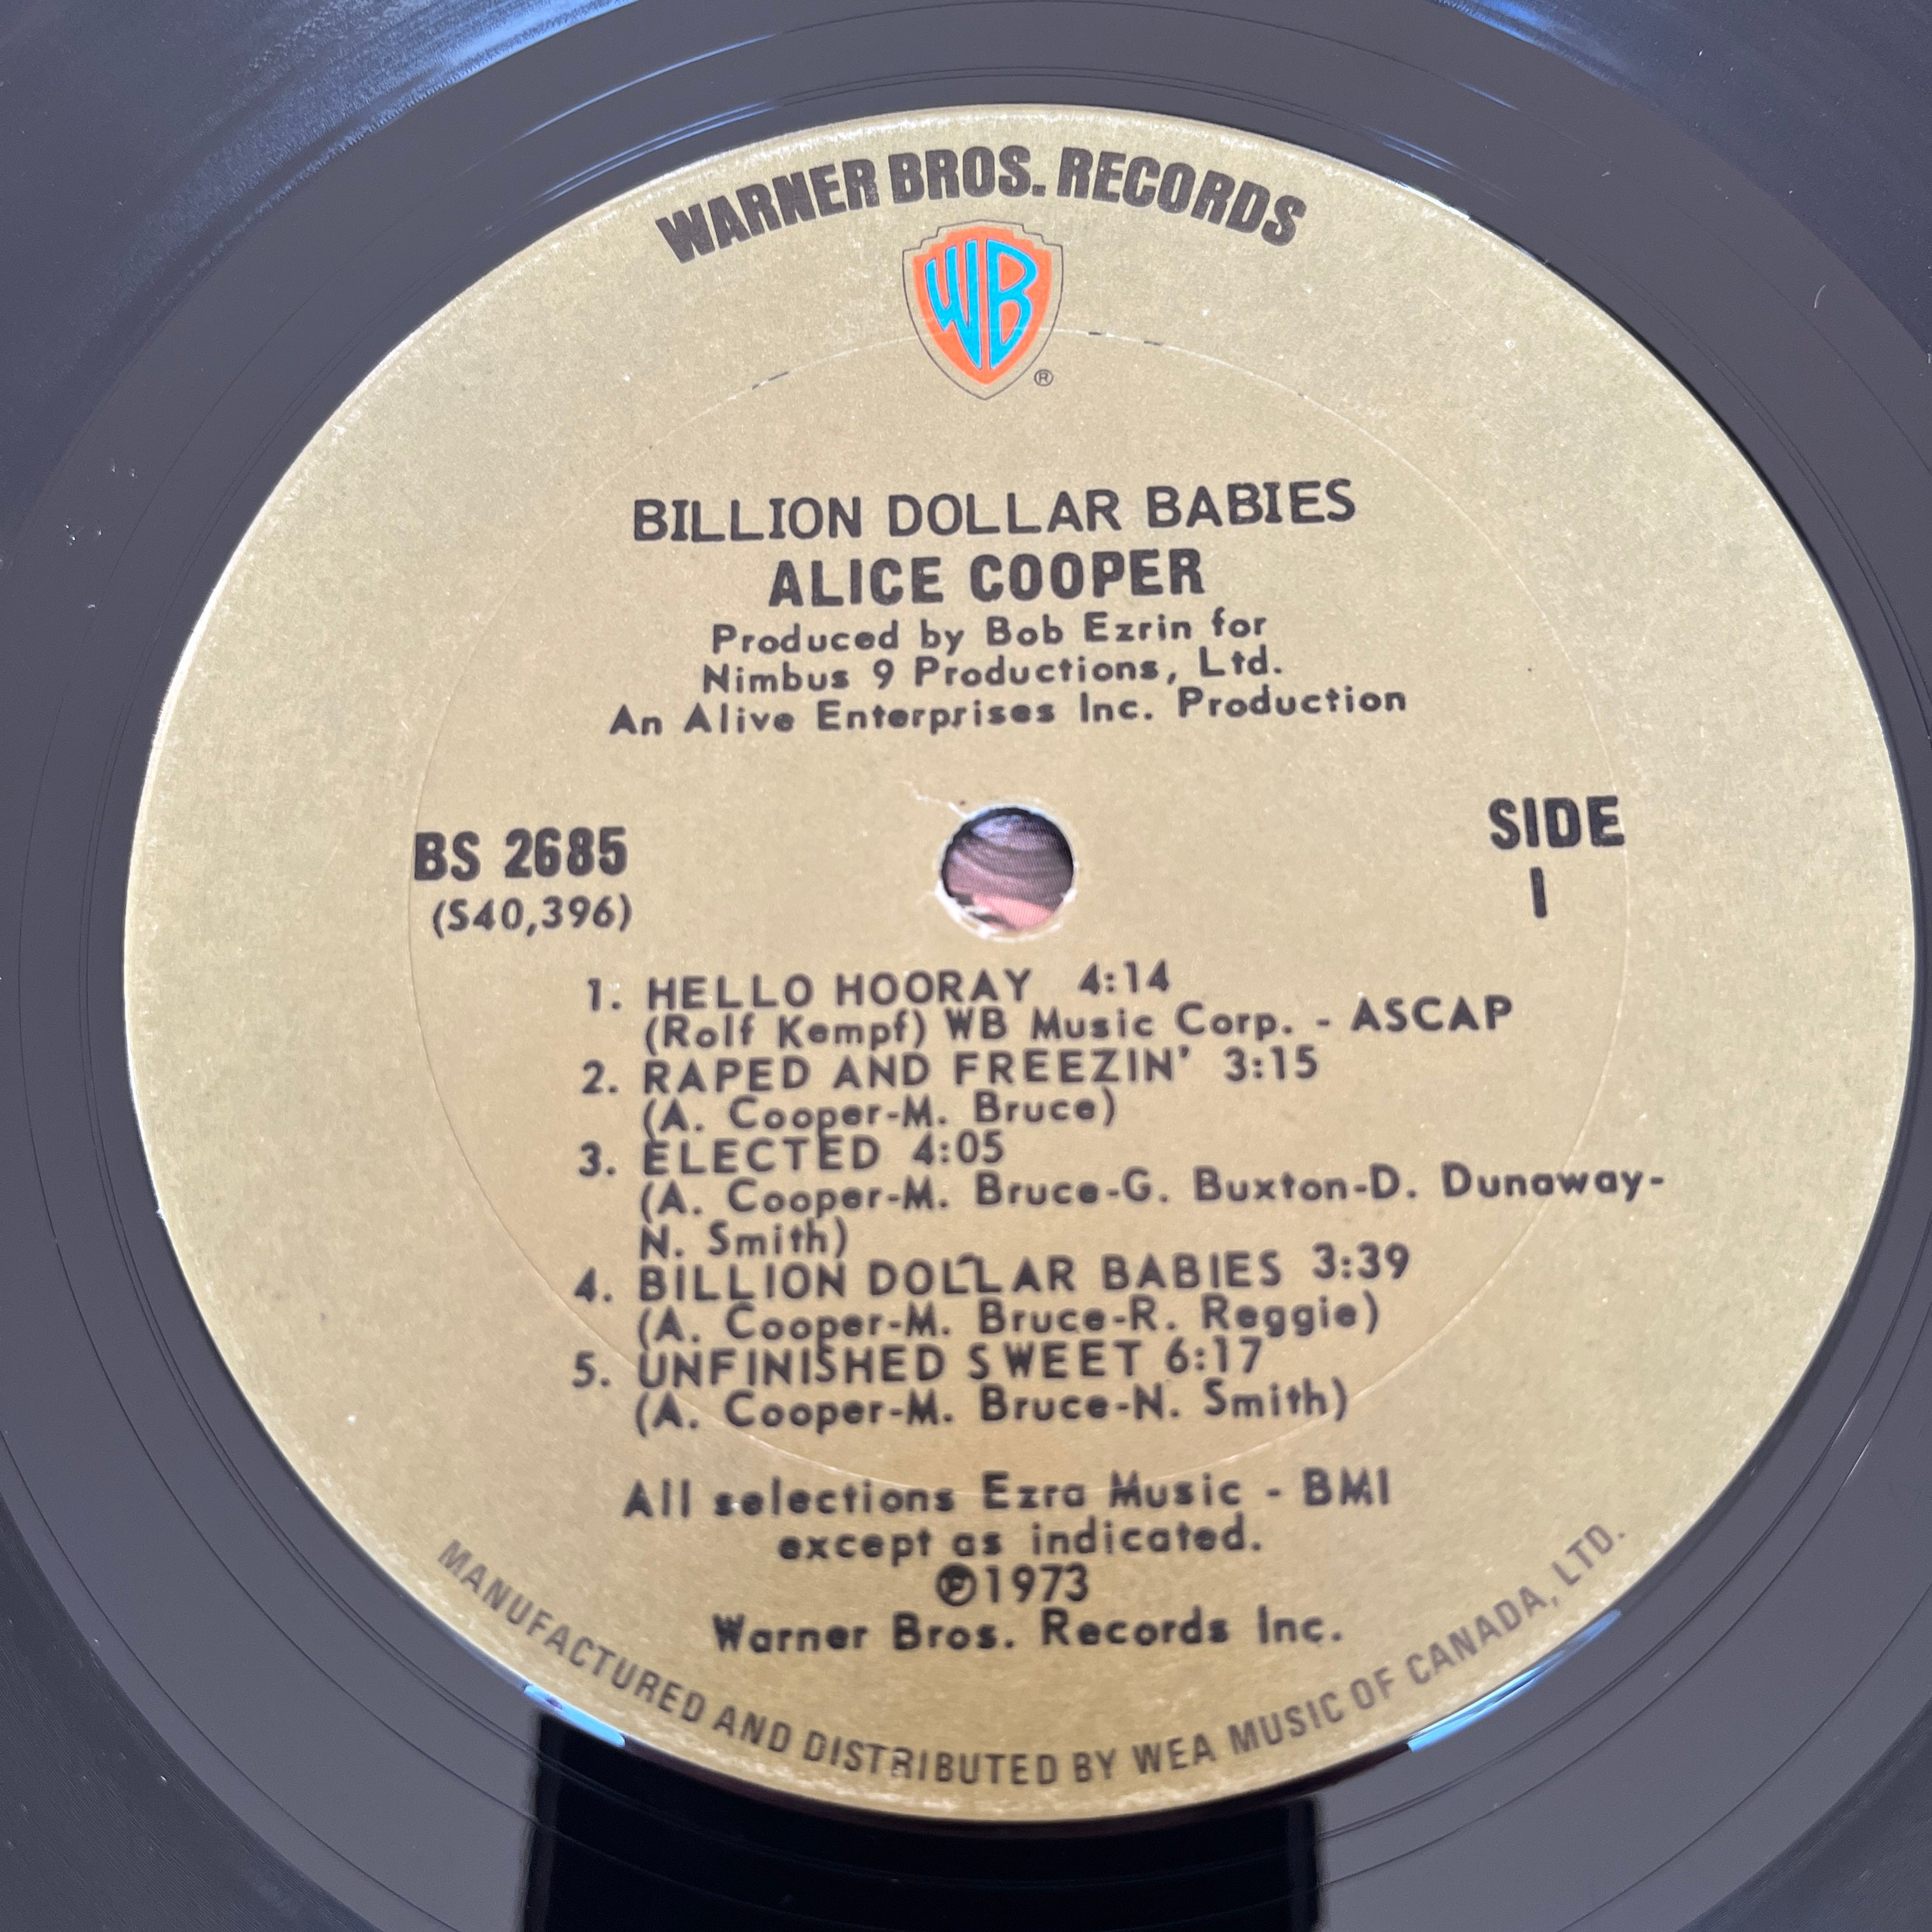 WARNER BROS. RECORDS
WB
®
BILLION DOLLAR BABIES
ALICE COOPER
Produced by Bob Ezrin for
Nimbus 9 Productions, Ltd.
An Alive Enterprises Inc. Production
BS 2685
(S40,396)
SIDE
1
1. HELLO HOORAY 4:14
(Rolf Kempf) WB Music Corp. - ASCAP
2. RAPED AND FREEZIN' 3:15
(A. Cooper-M. Bruce)
3. ELECTED 4:05
(A. Cooper-M. Bruce-G. Buxton-D. Dunaway-
N. Smith)
4. BILLION DOLLAR BABIES 3:39
(A. Cooper-M. Bruce-R. Reggie)
5. UNFINISHED SWEET 6:17
(A. Cooper-M. Bruce-N. Smith)
All selections Ezra Music - BMI
except as indicated.
℗1973
Warner Bros. Records Inc.
MANUFACTURED AND DISTRIBUTED BY WEA MUSIC OF CANADA, LTD.